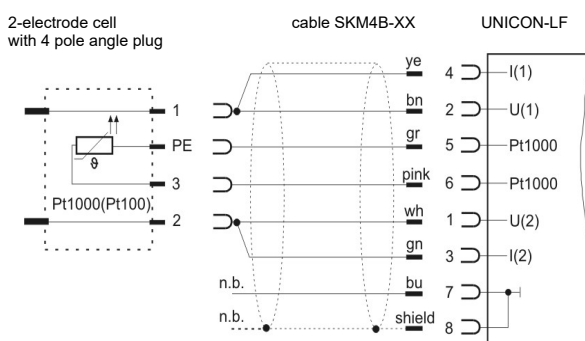 2-electrode cell
with 4 pole angle plug
cable SKM4B-XX
UNICON-LF
ye
4
I(1)
1
bn
2
U(1)
PE
gr
5
Pt1000
ϑ
3
pink
6
Pt1000
Pt1000(Pt100)
2
wh
1
U(2)
gn
3
I(2)
n.b.
bu
7
n.b.
shield
8